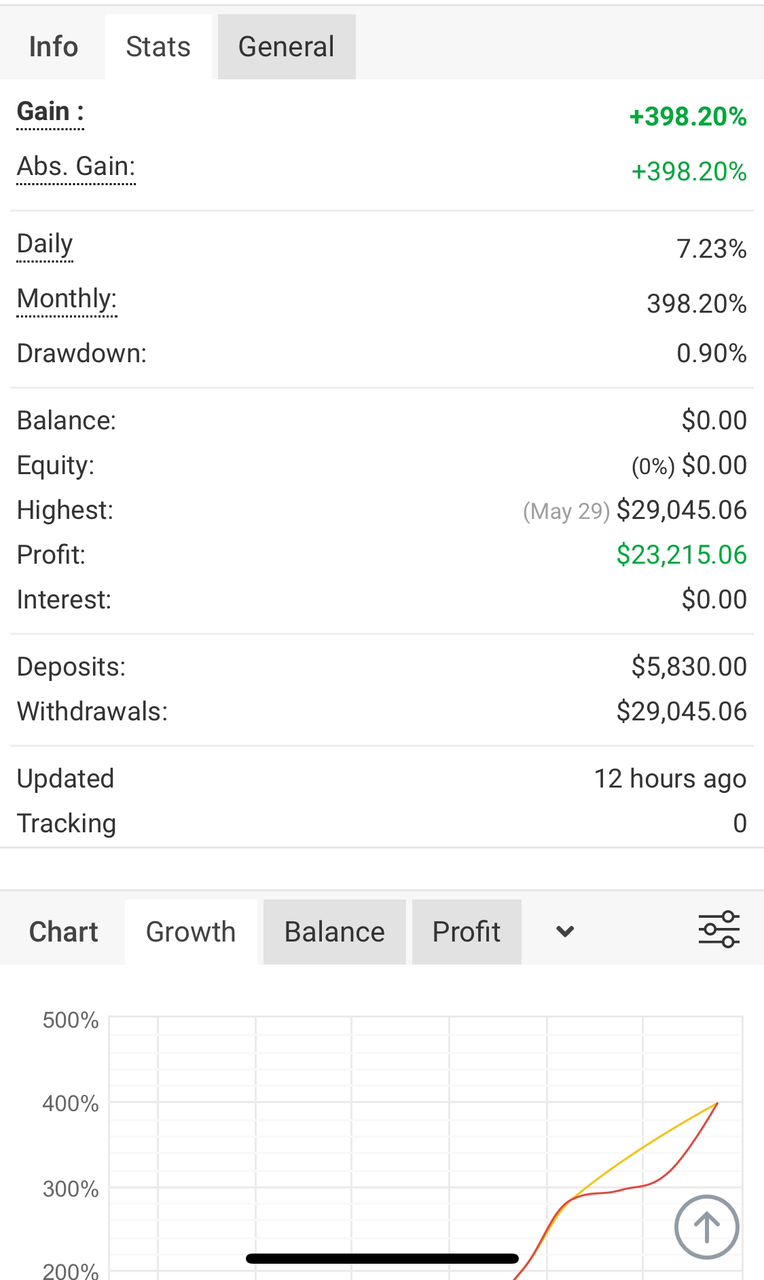 Info Stats General
Gain : +398.20%
Abs. Gain: +398.20%
Daily 7.23%
Monthly: 398.20%
Drawdown: 0.90%
Balance: $0.00
Equity: (0%) $0.00
Highest: (May 29) $29,045.06
Profit: $23,215.06
Interest: $0.00
Deposits: $5,830.00
Withdrawals: $29,045.06
Updated 12 hours ago
Tracking 0
Chart Growth Balance Profit
500%
400%
300%
200%